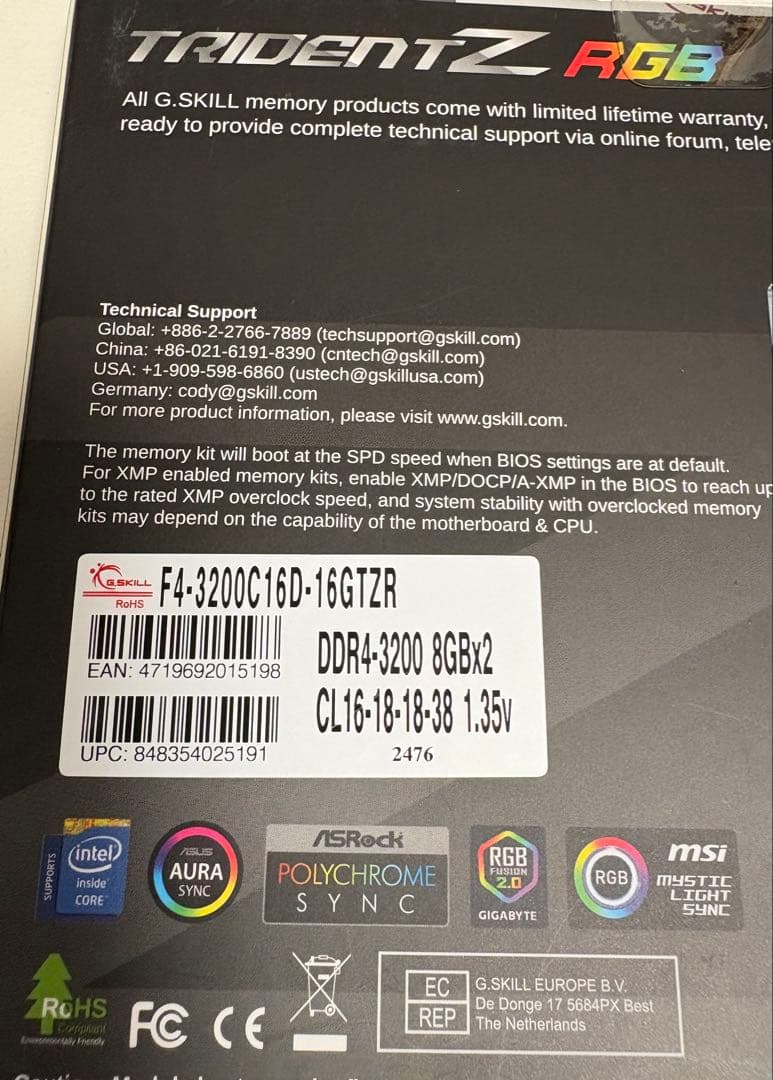 TRIDENT Z RGB
All G.SKILL memory products come with limited lifetime warranty,
ready to provide complete technical support via online forum, tele
Technical Support
Global: +886-2-2766-7889 (techsupport@gskill.com)
China: +86-021-6191-8390 (cntech@gskill.com)
USA: +1-909-598-6860 (ustech@gskillusa.com)
Germany: cody@gskill.com
For more product information, please visit www.gskill.com.
The memory kit will boot at the SPD speed when BIOS settings are at default.
For XMP enabled memory kits, enable XMP/DOCP/A-XMP in the BIOS to reach up
to the rated XMP overclock speed, and system stability with overclocked memory
kits may depend on the capability of the motherboard & CPU.
G.SKILL F4-3200C16D-16GTZR
RoHS
EAN: 4719692015198
DDR4-3200 8GBx2
CL16-18-18-38 1.35v
UPC: 848354025191
2476
SUPPORTS
intel
inside
CORE
ASUS
AURA
SYNC
ASRock
POLYCHROME
SYNC
RGB
FUSION
2.0
GIGABYTE
RGB
msi
MYSTIC
LIGHT
SYNC
RoHS
Compliant
Environmentally Friendly
FC CE
EC
REP
G.SKILL EUROPE B.V.
De Donge 17 5684PX Best
The Netherlands